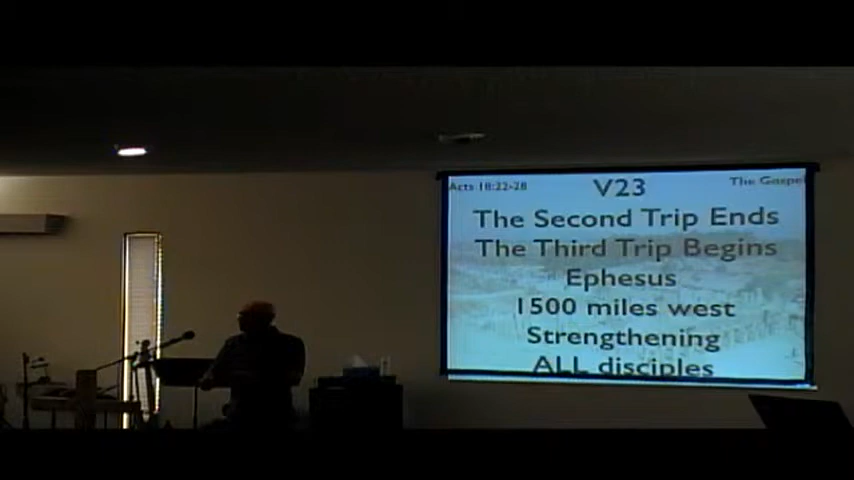 Acts 18:22-28
V23
The Gospel
The Second Trip Ends
The Third Trip Begins
Ephesus
1500 miles west
Strengthening
ALL disciples